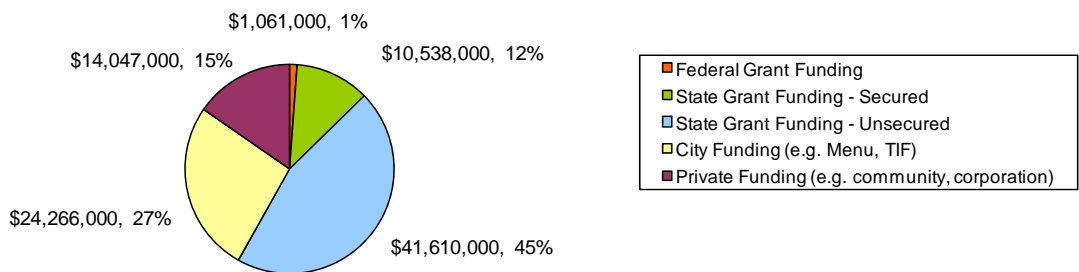 $1,061,000, 1%
$10,538,000, 12%
$14,047,000, 15%
$24,266,000, 27%
$41,610,000, 45%
Federal Grant Funding
State Grant Funding - Secured
State Grant Funding - Unsecured
City Funding (e.g. Menu, TIF)
Private Funding (e.g. community, corporation)